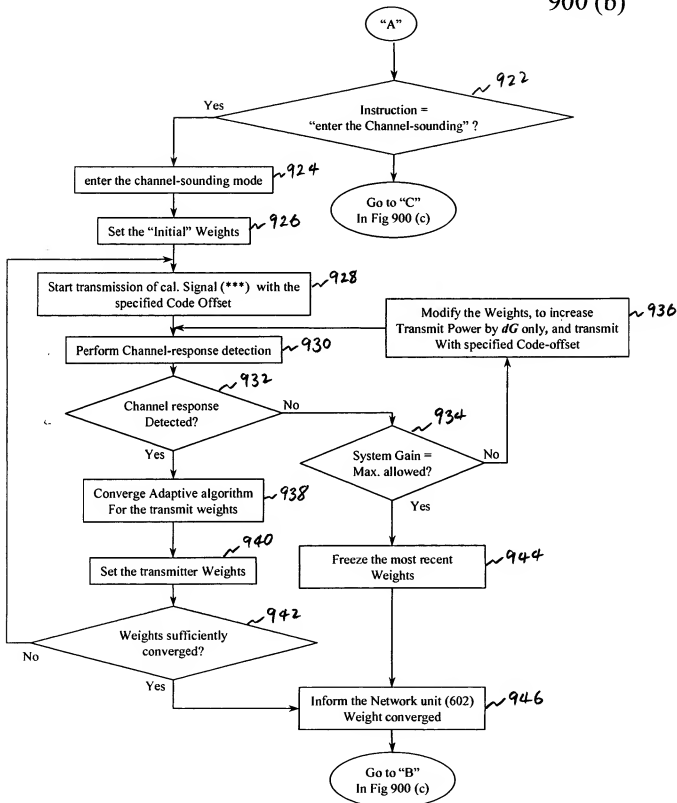 900 (b)
"A"
922
Instruction =
"enter the Channel-sounding" ?
Yes
enter the channel-sounding mode
924
Go to "C"
In Fig 900 (c)
Set the "Initial" Weights
926
Start transmission of cal. Signal (***) with the
specified Code Offset
928
Modify the Weights, to increase
Transmit Power by dG only, and transmit
With specified Code-offset
936
Perform Channel-response detection
930
932
Channel response
Detected?
No
Yes
934
System Gain =
Max. allowed?
No
Yes
Converge Adaptive algorithm
For the transmit weights
938
940
Set the transmitter Weights
Freeze the most recent
Weights
944
942
Weights sufficiently
converged?
No
Yes
Inform the Network unit (602)
Weight converged
946
Go to "B"
In Fig 900 (c)